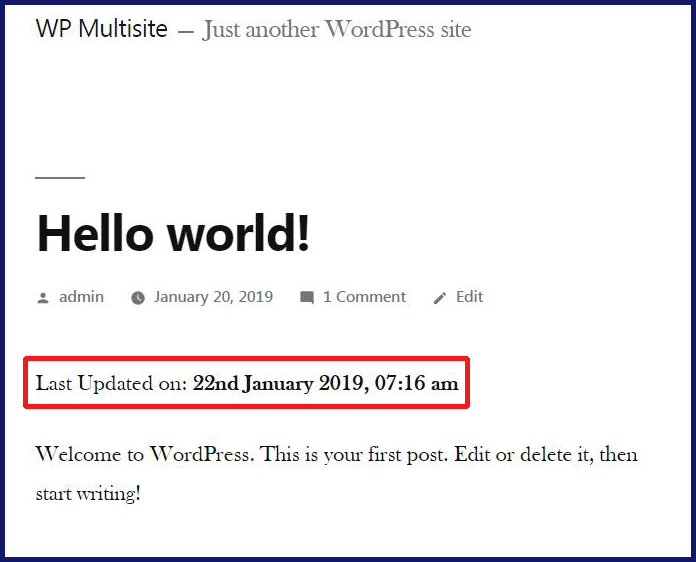 WP Multisite — Just another WordPress site
Hello world!
admin January 20, 2019 1 Comment Edit
Last Updated on: 22nd January 2019, 07:16 am
Welcome to WordPress. This is your first post. Edit or delete it, then
start writing!